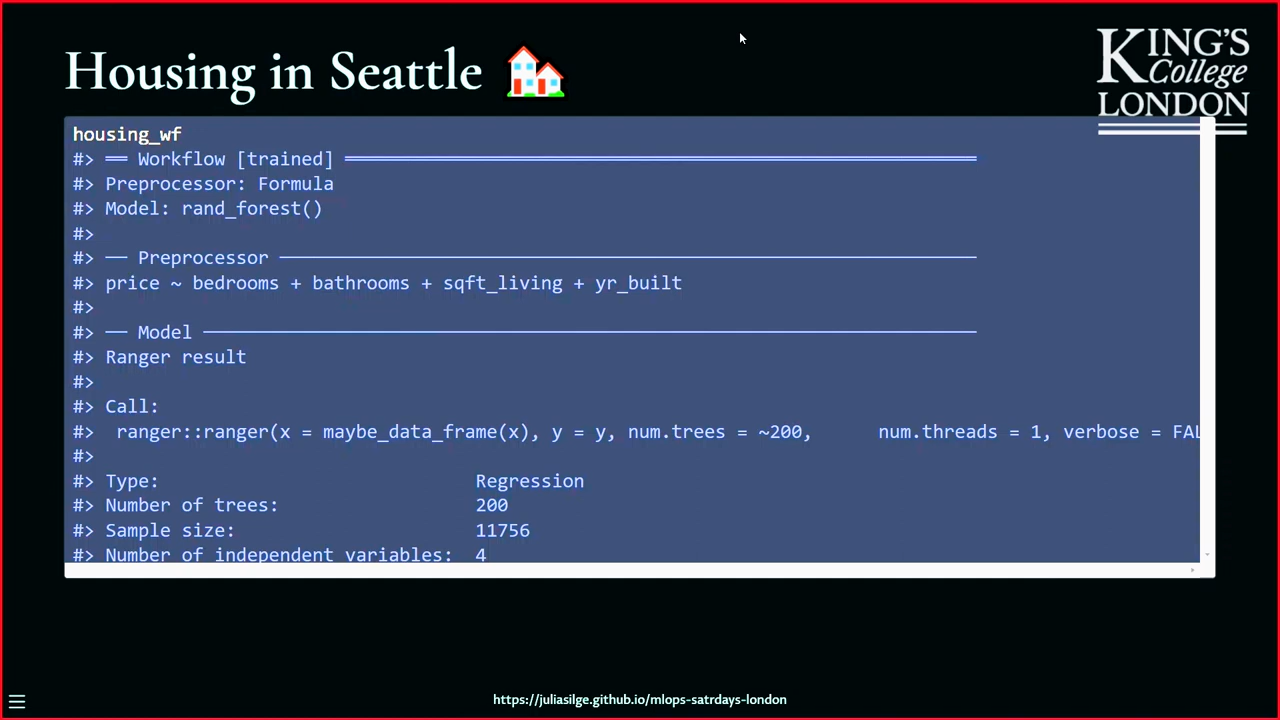 Housing in Seattle
KING'S
College
LONDON
housing_wf
#> ══ Workflow [trained] ══════════════════════════════════════════════════════════
#> Preprocessor: Formula
#> Model: rand_forest()
#>
#> ── Preprocessor ────────────────────────────────────────────────────────────────
#> price ~ bedrooms + bathrooms + sqft_living + yr_built
#>
#> ── Model ───────────────────────────────────────────────────────────────────────
#> Ranger result
#>
#> Call:
#>  ranger::ranger(x = maybe_data_frame(x), y = y, num.trees = ~200,      num.threads = 1, verbose = FAL
#>
#> Type:                             Regression
#> Number of trees:                  200
#> Sample size:                      11756
#> Number of independent variables:  4
https://juliasilge.github.io/mlops-satrdays-london